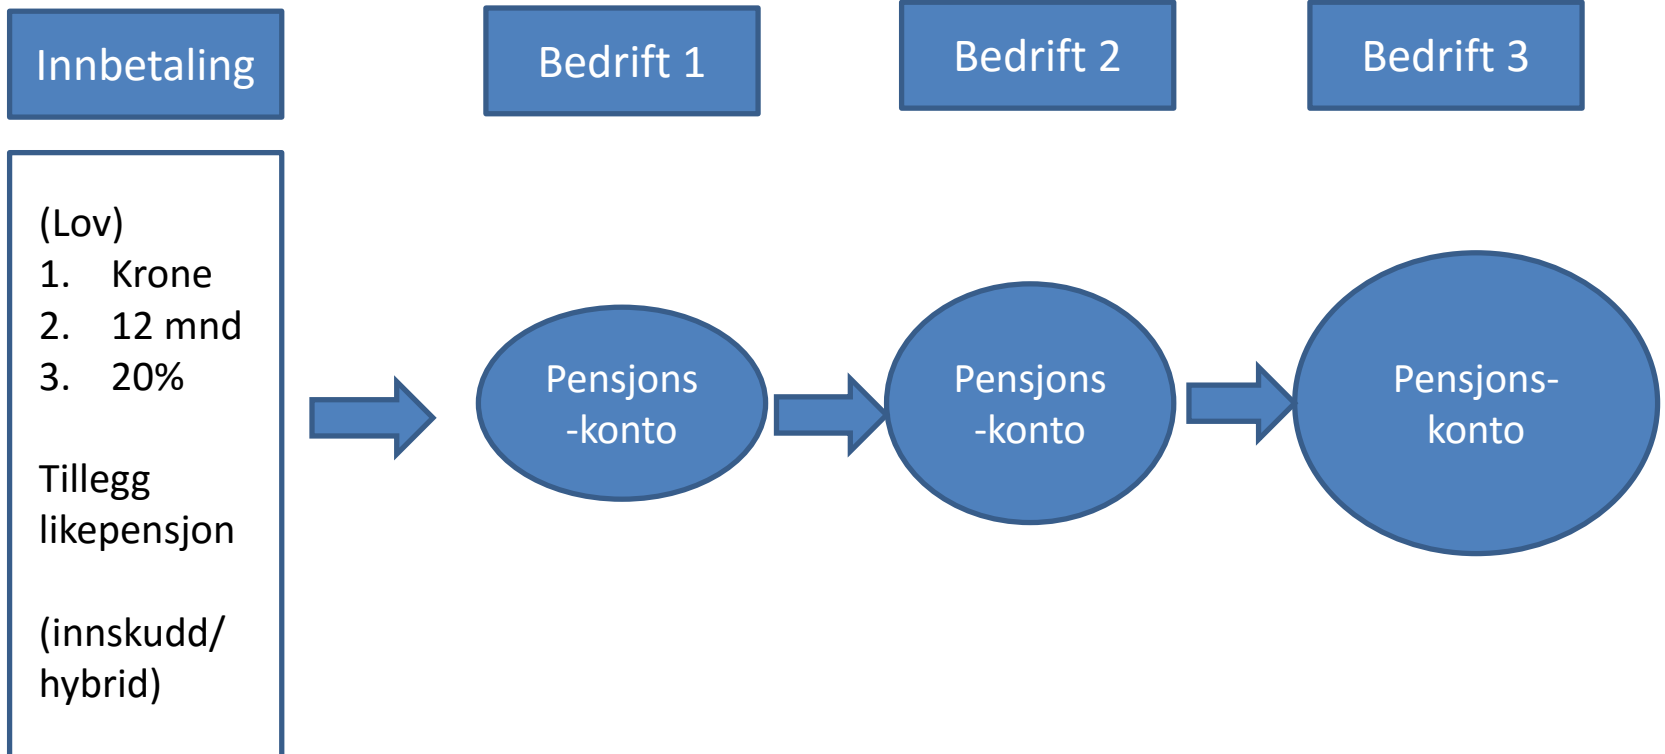 Innbetaling
Bedrift 1
Bedrift 2
Bedrift 3
(Lov)
1. Krone
2. 12 mnd
3. 20%
Tillegg
likepensjon
(innskudd/
hybrid)
Pensjons
-konto
Pensjons
-konto
Pensjons-
konto